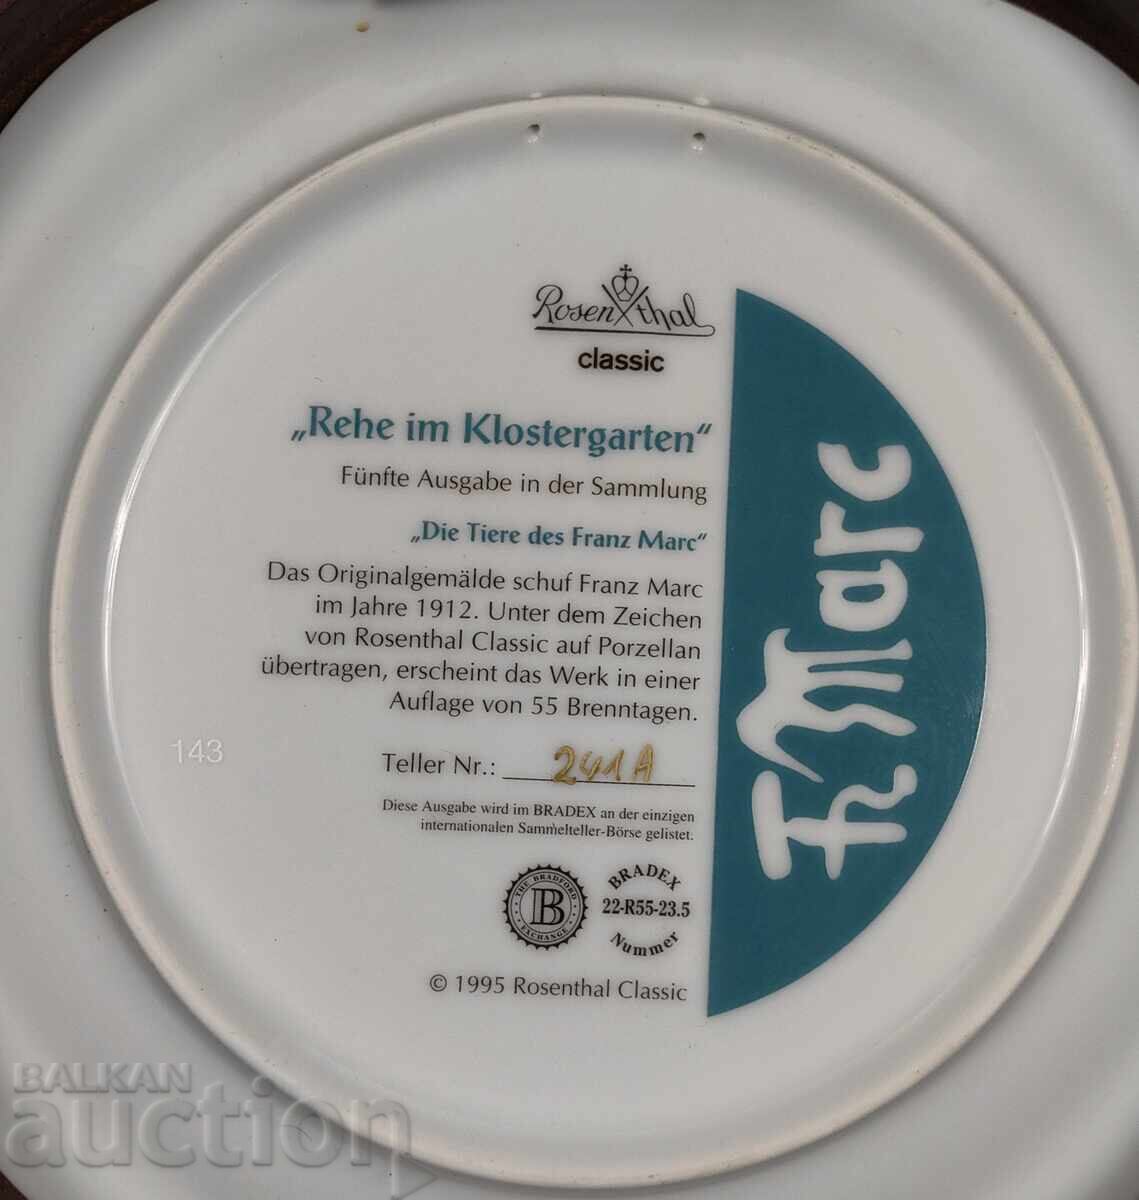 Rosenthal
classic
„Rehe im Klostergarten“
Fünfte Ausgabe in der Sammlung
„Die Tiere des Franz Marc“
Das Originalgemälde schuf Franz Marc
im Jahre 1912. Unter dem Zeichen
von Rosenthal Classic auf Porzellan
übertragen, erscheint das Werk in einer
Auflage von 55 Brenntagen.
143
Teller Nr.: 241A
Diese Ausgabe wird im BRADEX an der einzigen
internationalen Sammelteller-Börse gelistet.
THE BRADFORD
B
EXCHANGE
BRADEX
22-R55-23.5
Nummer
© 1995 Rosenthal Classic
Fz. Marc
BALKAN
auction